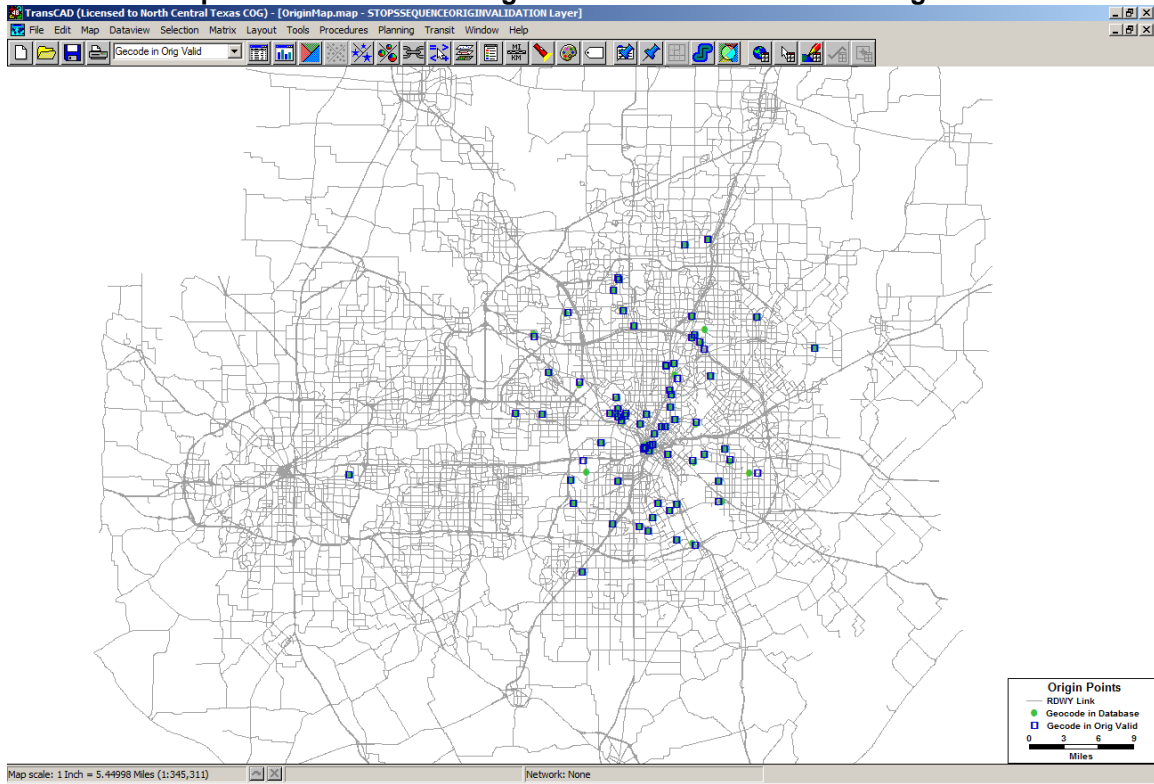 TransCAD (Licensed to North Central Texas COG) - [OriginMap.map - STOPSSEQUENCEORIGINVALIDATION Layer]
File Edit Map Dataview Selection Matrix Layout Tools Procedures Planning Transit Window Help
Geocode in Orig Valid
Origin Points
RDWY Link
Geocode in Database
Geocode in Orig Valid
0 3 6 9
Miles
Map scale: 1 Inch = 5.44998 Miles (1:345,311)
Network: None